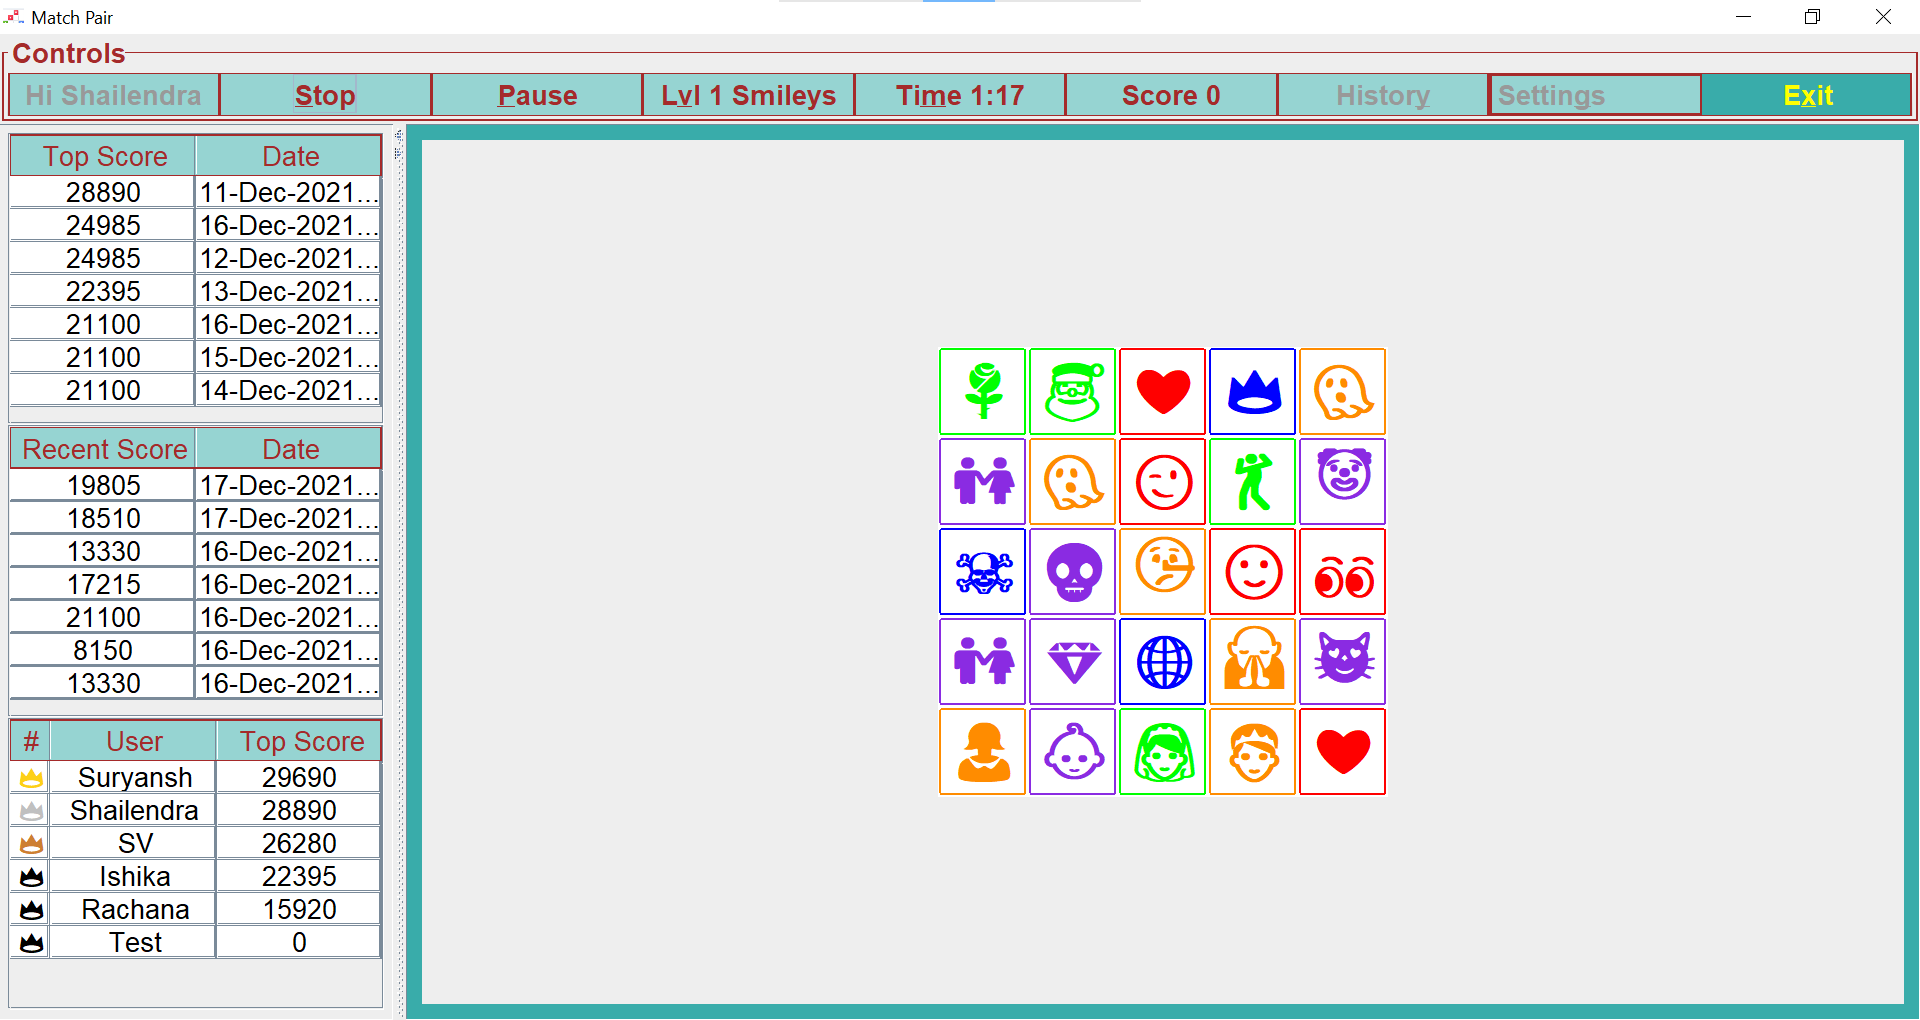 Match Pair
Controls
Hi Shailendra Stop Pause Lvl 1 Smileys Time 1:17 Score 0 History Settings Exit
Top Score Date
28890 11-Dec-2021...
24985 16-Dec-2021...
24985 12-Dec-2021...
22395 13-Dec-2021...
21100 16-Dec-2021...
21100 15-Dec-2021...
21100 14-Dec-2021...
Recent Score Date
19805 17-Dec-2021...
18510 17-Dec-2021...
13330 16-Dec-2021...
17215 16-Dec-2021...
21100 16-Dec-2021...
8150 16-Dec-2021...
13330 16-Dec-2021...
# User Top Score
Suryansh 29690
Shailendra 28890
SV 26280
Ishika 22395
Rachana 15920
Test 0